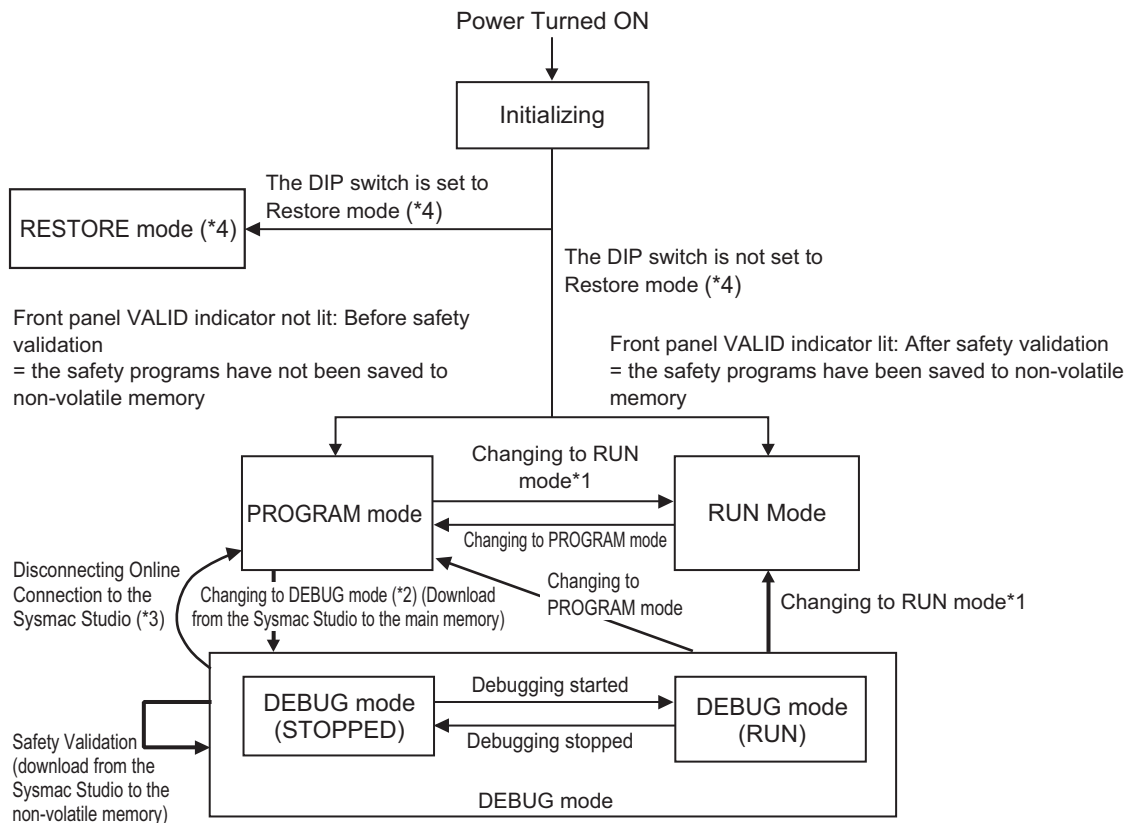 Power Turned ON
Initializing
The DIP switch is set to
Restore mode (*4)
RESTORE mode (*4)
The DIP switch is not set to
Restore mode (*4)
Front panel VALID indicator not lit: Before safety
validation
= the safety programs have not been saved to
non-volatile memory
Front panel VALID indicator lit: After safety validation
= the safety programs have been saved to non-volatile
memory
Changing to RUN
mode*1
PROGRAM mode
RUN Mode
Changing to PROGRAM mode
Disconnecting Online
Connection to the
Sysmac Studio (*3)
Changing to DEBUG mode (*2) (Download
from the Sysmac Studio to the main memory)
Changing to
PROGRAM mode
Changing to RUN mode*1
DEBUG mode
(STOPPED)
Debugging started
Debugging stopped
DEBUG mode
(RUN)
Safety Validation
(download from the
Sysmac Studio to the
non-volatile memory)
DEBUG mode